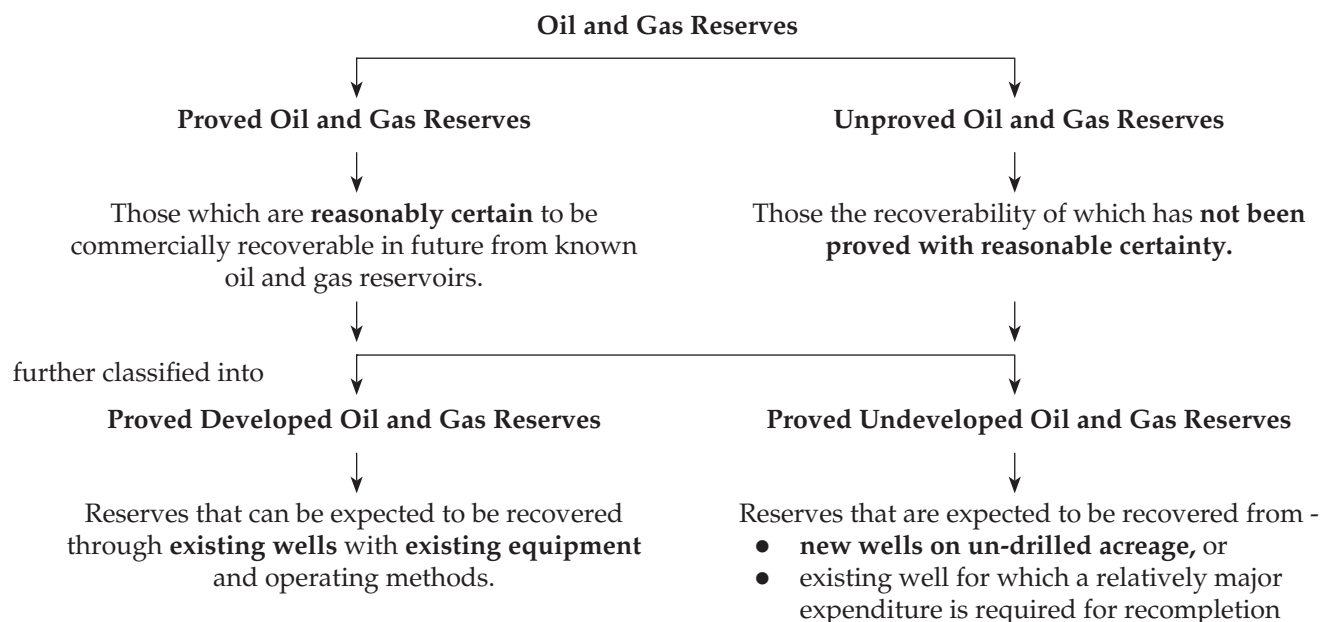 Oil and Gas Reserves
Proved Oil and Gas Reserves
Unproved Oil and Gas Reserves
Those which are reasonably certain to be
commercially recoverable in future from known
oil and gas reservoirs.
Those the recoverability of which has not been
proved with reasonable certainty.
further classified into
Proved Developed Oil and Gas Reserves
Proved Undeveloped Oil and Gas Reserves
Reserves that can be expected to be recovered
through existing wells with existing equipment
and operating methods.
Reserves that are expected to be recovered from -
● new wells on un-drilled acreage, or
● existing well for which a relatively major
expenditure is required for recompletion